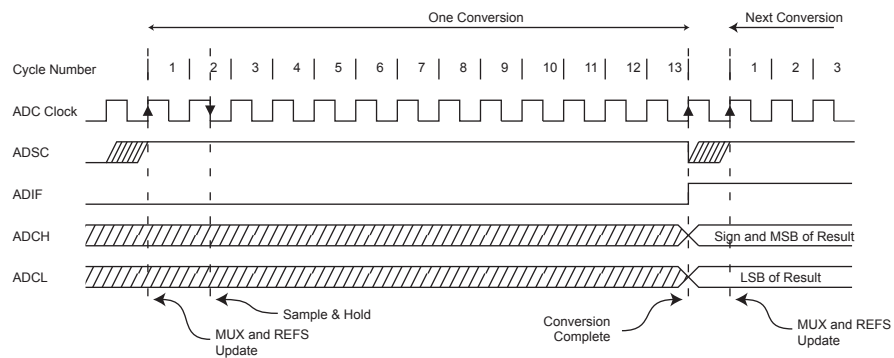 One Conversion
Next Conversion
Cycle Number
1 2 3 4 5 6 7 8 9 10 11 12 13 1 2 3
ADC Clock
ADSC
ADIF
ADCH
Sign and MSB of Result
ADCL
LSB of Result
Sample & Hold
MUX and REFS
Update
Conversion
Complete
MUX and REFS
Update